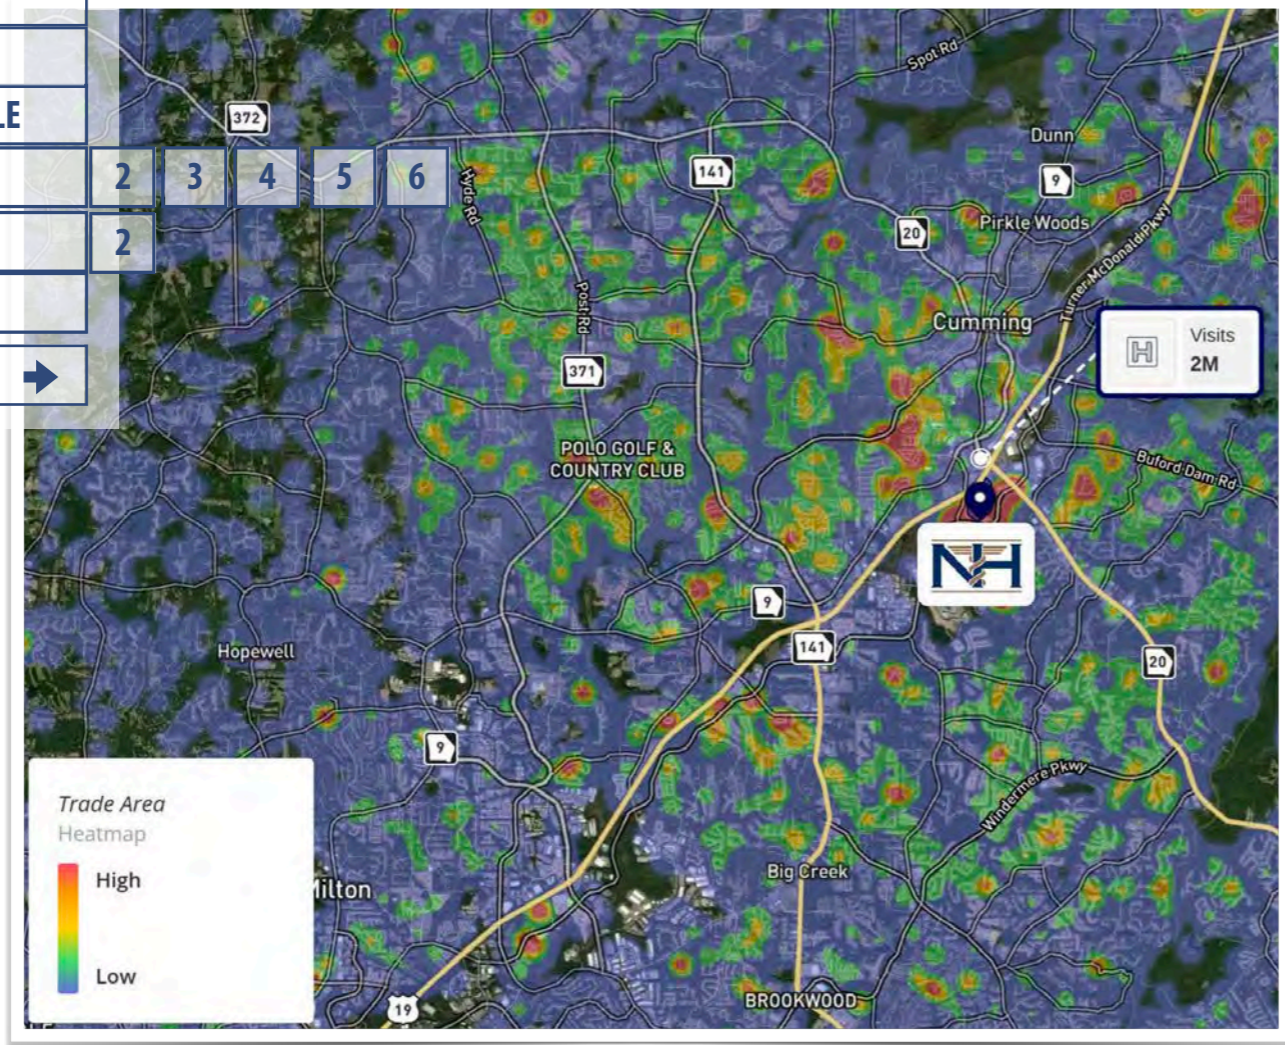 LE
2 3 4 5 6
2
372
Spot Rd
Dunn
141
9
Hyde Rd
20
Pirkle Woods
Turner McDonald Pkwy
Post Rd
Cumming
H
Visits
2M
371
POLO GOLF &
COUNTRY CLUB
Buford Dam Rd
NH
9
141
Hopewell
20
9
Windermere Pkwy
Trade Area
Heatmap
High
Low
Milton
Big Creek
19
BROOKWOOD